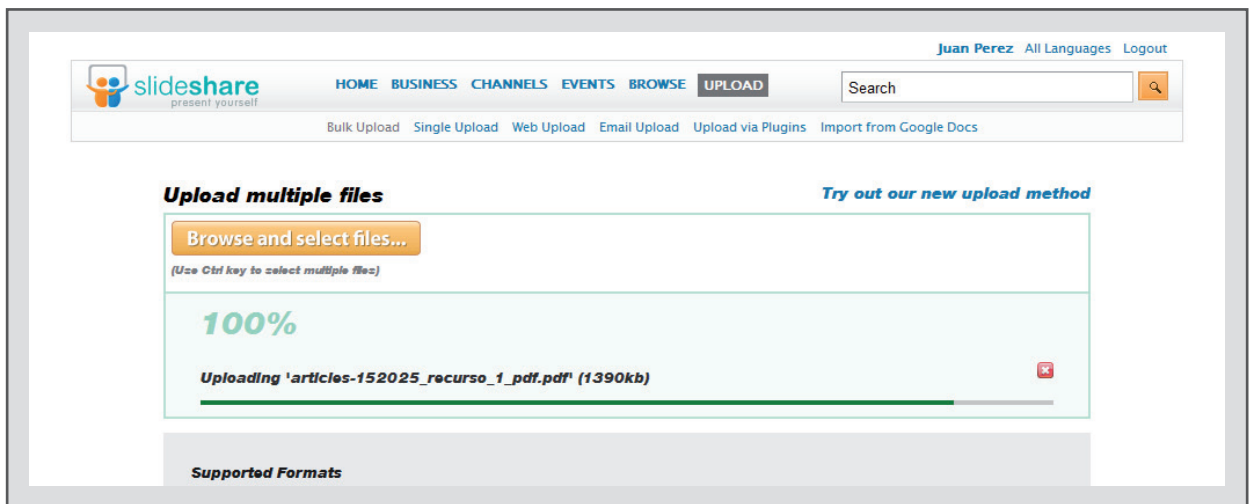 Juan Perez All Languages Logout
slideshare
present yourself
HOME BUSINESS CHANNELS EVENTS BROWSE UPLOAD
Search
Bulk Upload Single Upload Web Upload Email Upload Upload via Plugins Import from Google Docs
Upload multiple files
Try out our new upload method
Browse and select files...
(Use Ctrl key to select multiple files)
100%
Uploading 'articles-152025_recurso_1_pdf.pdf' (1390kb)
Supported Formats